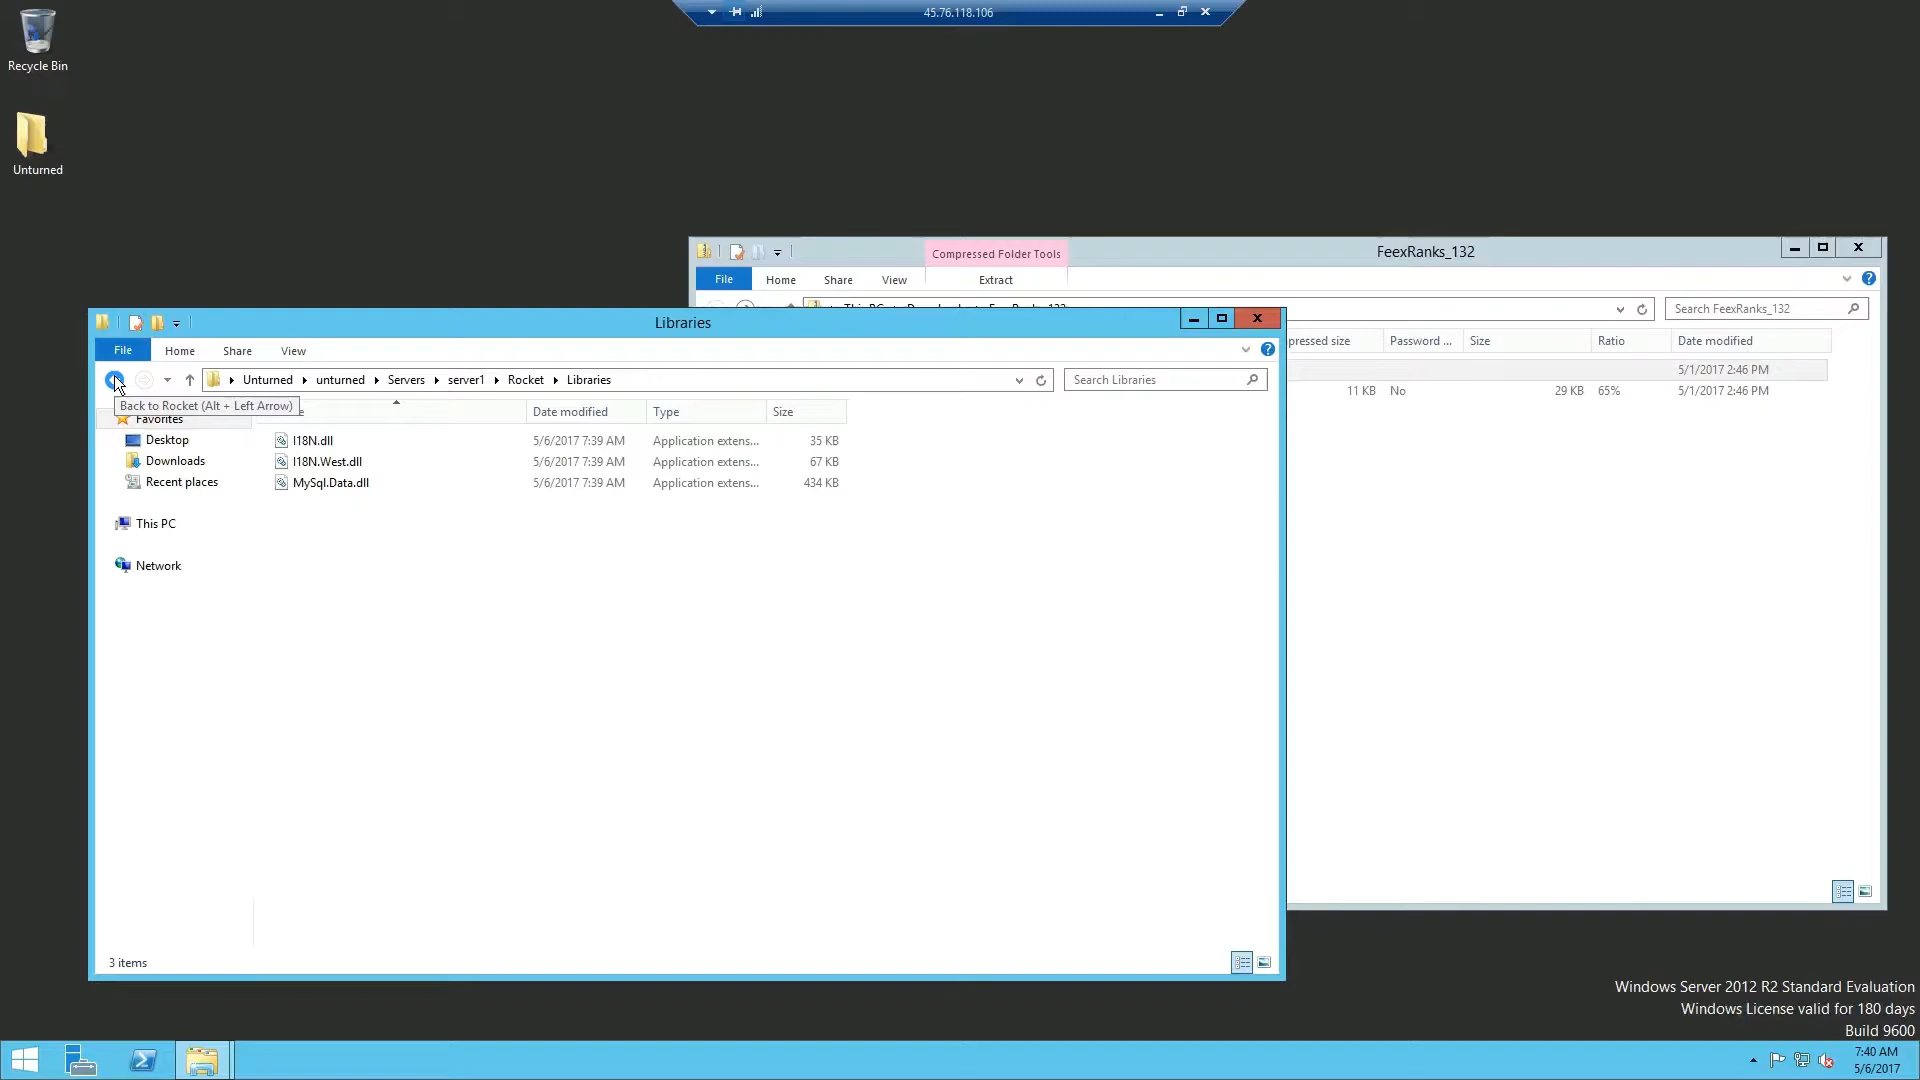 45.76.118.106
Recycle Bin
Unturned
Compressed Folder Tools
FeexRanks_132
File
Home
Share
View
Extract
Search FeexRanks_132
pressed size
Password ...
Size
Ratio
Date modified
5/1/2017 2:46 PM
11 KB
No
29 KB
65%
5/1/2017 2:46 PM
Libraries
File
Home
Share
View
Unturned
unturned
Servers
server1
Rocket
Libraries
Search Libraries
Back to Rocket (Alt + Left Arrow)
Date modified
Type
Size
Favorites
Desktop
Downloads
Recent places
This PC
Network
I18N.dll
5/6/2017 7:39 AM
Application extens...
35 KB
I18N.West.dll
5/6/2017 7:39 AM
Application extens...
67 KB
MySql.Data.dll
5/6/2017 7:39 AM
Application extens...
434 KB
3 items
Windows Server 2012 R2 Standard Evaluation
Windows License valid for 180 days
Build 9600
7:40 AM
5/6/2017